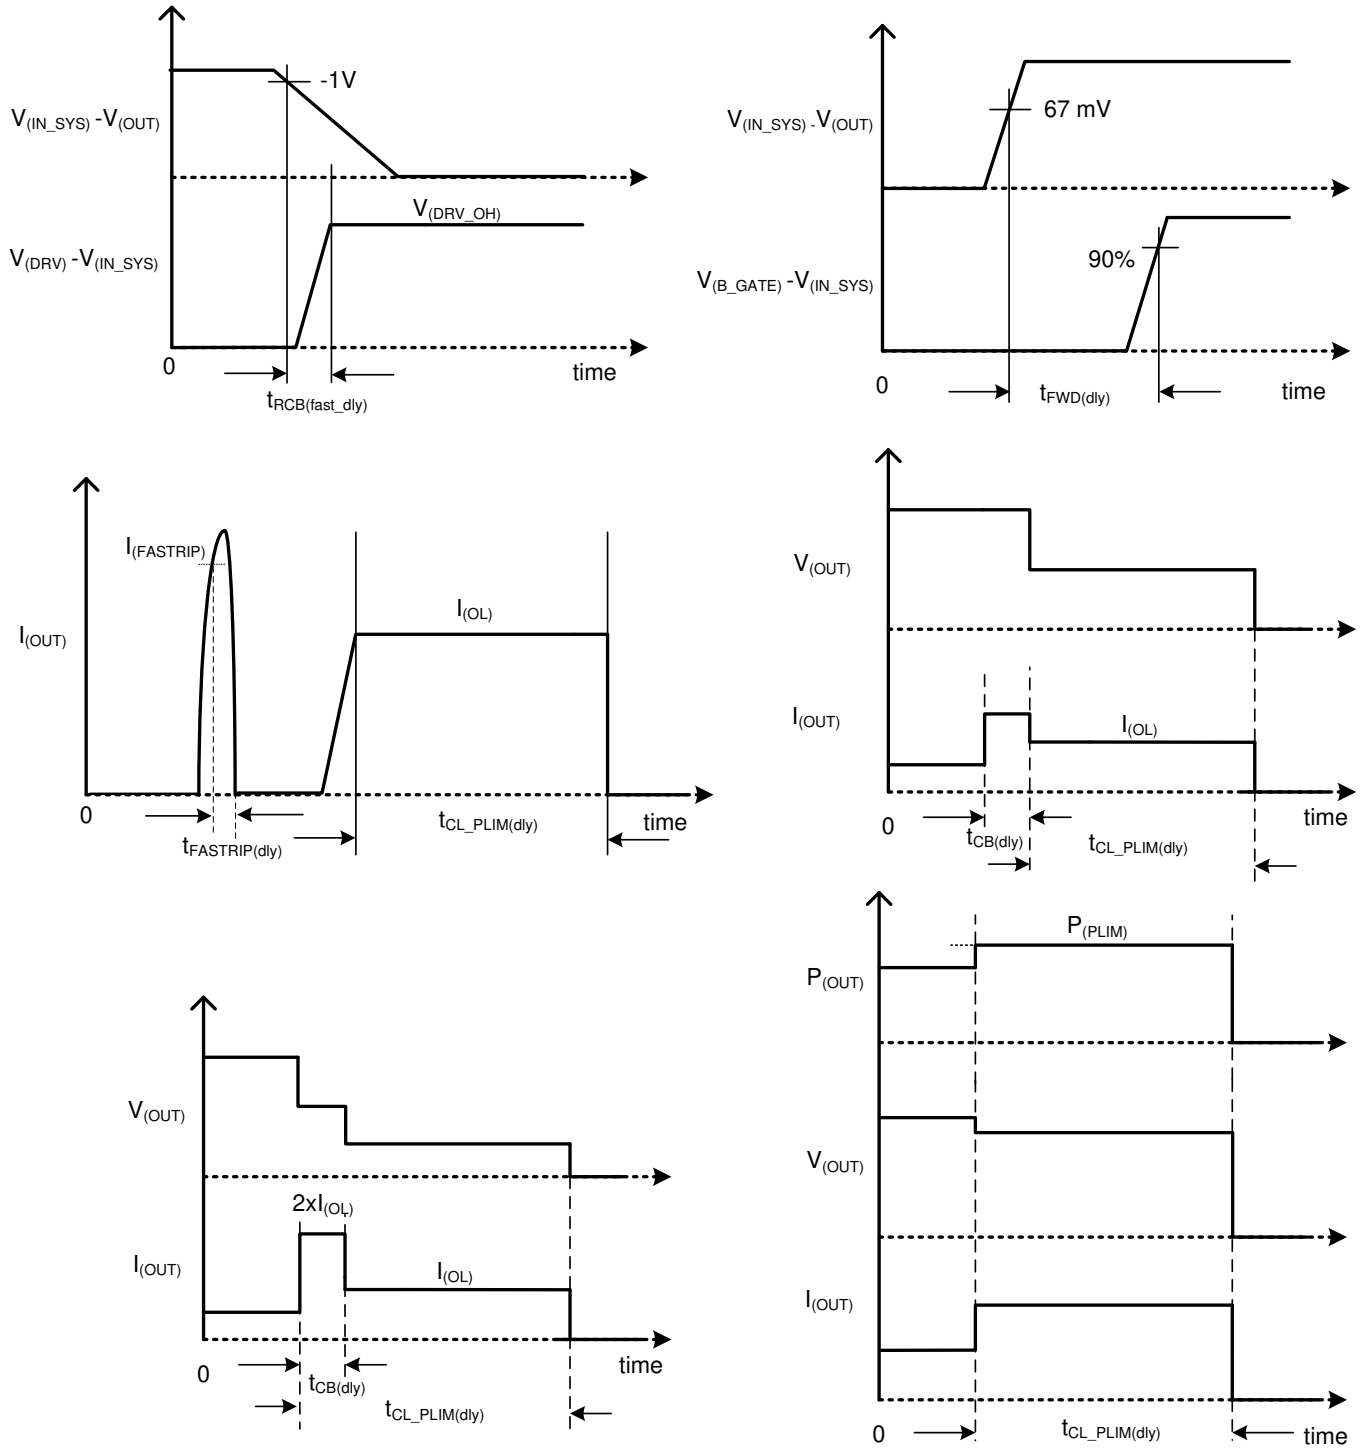 -1V
V(IN_SYS) -V(OUT)
V(DRV_OH)
V(DRV) -V(IN_SYS)
0
time
tRCB(fast_dly)
67 mV
V(IN_SYS) -V(OUT)
90%
V(B_GATE) -V(IN_SYS)
0
tFWD(dly)
time
I(FASTRIP)
I(OL)
I(OUT)
0
tCL_PLIM(dly)
time
tFASTRIP(dly)
V(OUT)
I(OUT)
I(OL)
0
time
tCB(dly)
tCL_PLIM(dly)
V(OUT)
2xI(OL)
I(OUT)
I(OL)
0
time
tCB(dly)
tCL_PLIM(dly)
P(PLIM)
P(OUT)
V(OUT)
I(OUT)
0
tCL_PLIM(dly)
time